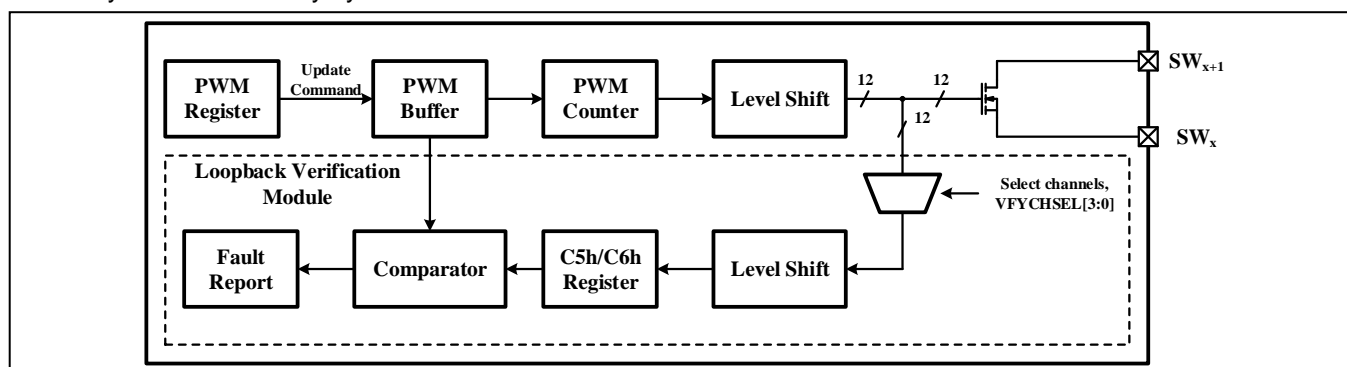 PWM
Register
Update
Command
PWM
Buffer
PWM
Counter
Level Shift
12
12
12
SWx+1
SWx
Loopback Verification
Module
Select channels,
VFYCHSEL[3:0]
Fault
Report
Comparator
C5h/C6h
Register
Level Shift